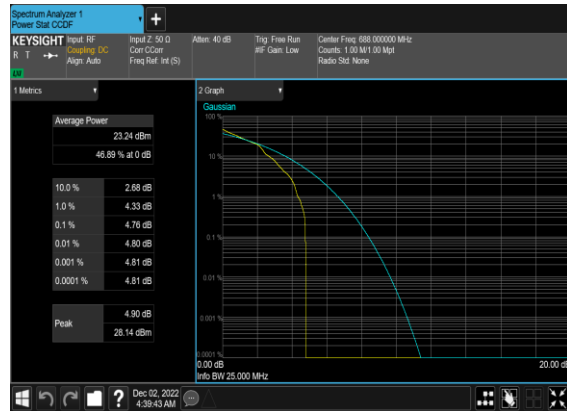 Spectrum Analyzer 1
Power Stat CCDF
KEYSIGHT
R T
LW
Input: RF
Coupling: DC
Align: Auto
Input Z: 50 Ω
Corr CCorr
Freq Ref: Int (S)
Atten: 40 dB
Trig: Free Run
#IF Gain: Low
Center Freq: 688.000000 MHz
Counts: 1.00 M/1.00 Mpt
Radio Std: None
1 Metrics
Average Power
23.24 dBm
46.89 % at 0 dB
10.0 % 2.68 dB
1.0 % 4.33 dB
0.1 % 4.76 dB
0.01 % 4.80 dB
0.001 % 4.81 dB
0.0001 % 4.81 dB
Peak
4.90 dB
28.14 dBm
2 Graph
Gaussian
100 %
10 %
1 %
0.1 %
0.01 %
0.001 %
0.0001 %
0.00 dB
20.00 dB
Info BW 25.000 MHz
?
Dec 02, 2022
4:39:43 AM